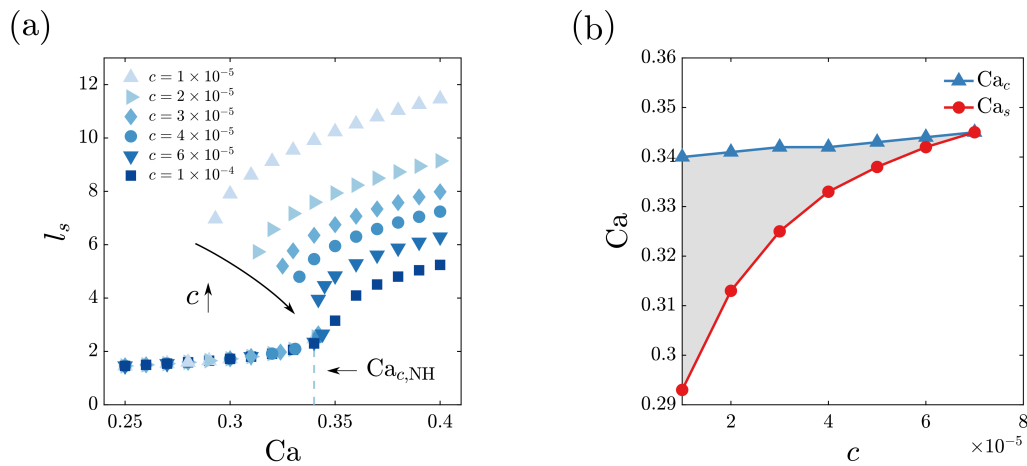 (a)
12
10
8
6
4
2
0
l_s
c = 1 × 10⁻⁵
c = 2 × 10⁻⁵
c = 3 × 10⁻⁵
c = 4 × 10⁻⁵
c = 6 × 10⁻⁵
c = 1 × 10⁻⁴
c ↑
← Ca_c,NH
0.25 0.3 0.35 0.4
Ca
(b)
0.36
0.35
0.34
0.33
0.32
0.31
0.3
0.29
Ca
Ca_c
Ca_s
2 4 6 8
×10⁻⁵
c